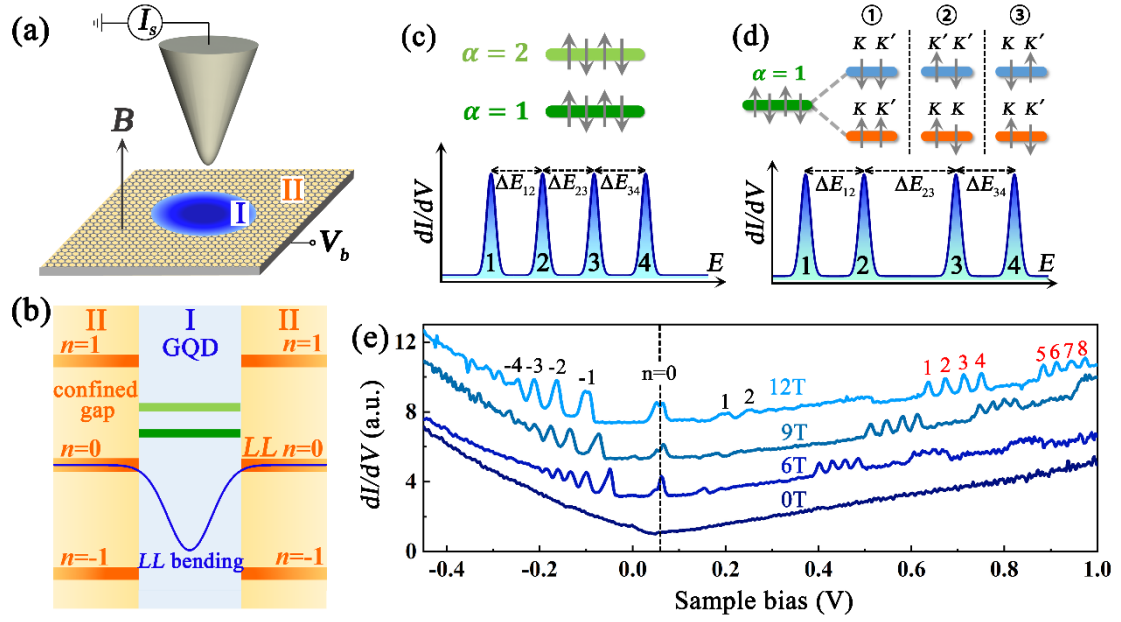 (a)
I_s
B
II
I
V_b
(b)
II I II
n=1 GQD n=1
confined
gap
n=0 LL n=0
n=-1 LL bending n=-1
(c)
α = 2
α = 1
ΔE₁₂ ΔE₂₃ ΔE₃₄
dI/dV
1 2 3 4 E
(d)
① ② ③
K K′ K′ K′ K K′
α = 1
K K′ K K K K′
ΔE₁₂ ΔE₂₃ ΔE₃₄
dI/dV
1 2 3 4 E
(e)
12
8
4
0
dI/dV (a.u.)
-4 -3 -2 -1
n=0
1 2
12T
1 2 3 4
5 6 7 8
9T
6T
0T
-0.4 -0.2 0.0 0.2 0.4 0.6 0.8 1.0
Sample bias (V)